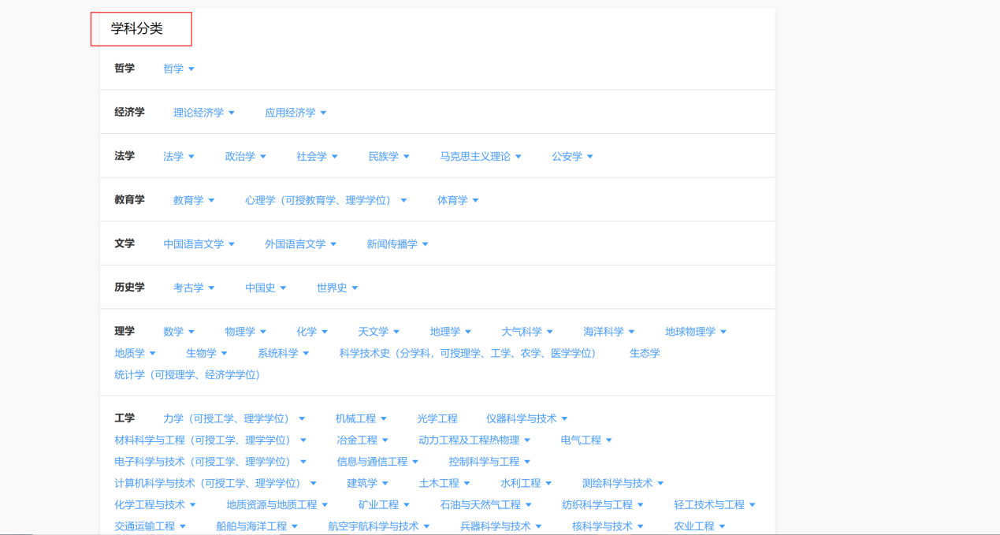 学科分类
哲学 哲学
经济学 理论经济学 应用经济学
法学 法学 政治学 社会学 民族学 马克思主义理论 公安学
教育学 教育学 心理学（可授教育学、理学学位） 体育学
文学 中国语言文学 外国语言文学 新闻传播学
历史学 考古学 中国史 世界史
理学 数学 物理学 化学 天文学 地理学 大气科学 海洋科学 地球物理学
地质学 生物学 系统科学 科学技术史（分学科，可授理学、工学、农学、医学学位） 生态学
统计学（可授理学、经济学学位）
工学 力学（可授工学、理学学位） 机械工程 光学工程 仪器科学与技术
材料科学与工程（可授工学、理学学位） 冶金工程 动力工程及工程热物理 电气工程
电子科学与技术（可授工学、理学学位） 信息与通信工程 控制科学与工程
计算机科学与技术（可授工学、理学学位） 建筑学 土木工程 水利工程 测绘科学与技术
化学工程与技术 地质资源与地质工程 矿业工程 石油与天然气工程 纺织科学与工程 轻工技术与工程
交通运输工程 船舶与海洋工程 航空宇航科学与技术 兵器科学与技术 核科学与技术 农业工程